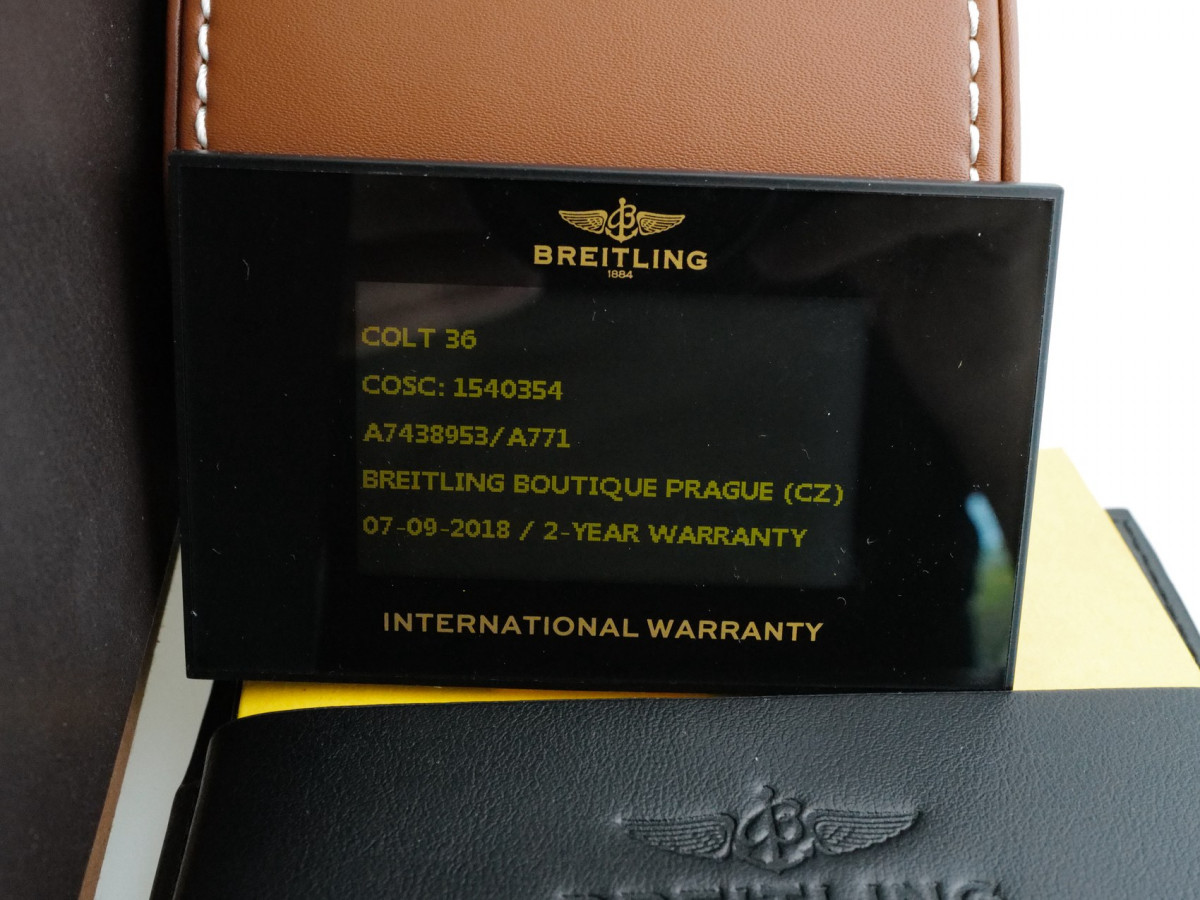 BREITLING
1884
COLT 36
COSC: 1540354
A7438953/A771
BREITLING BOUTIQUE PRAGUE (CZ)
07-09-2018 / 2-YEAR WARRANTY
INTERNATIONAL WARRANTY
BREITLING